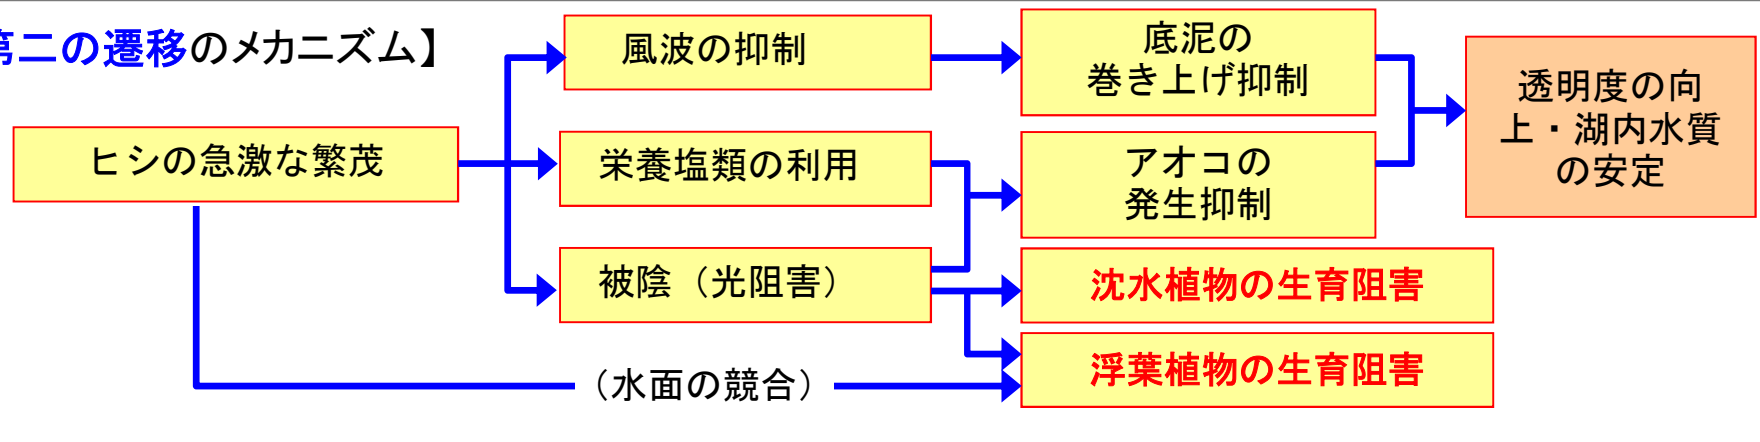 第二の遷移のメカニズム】
ヒシの急激な繁茂
風波の抑制
栄養塩類の利用
被陰（光阻害）
底泥の
巻き上げ抑制
アオコの
発生抑制
沈水植物の生育阻害
浮葉植物の生育阻害
（水面の競合）
透明度の向
上・湖内水質
の安定